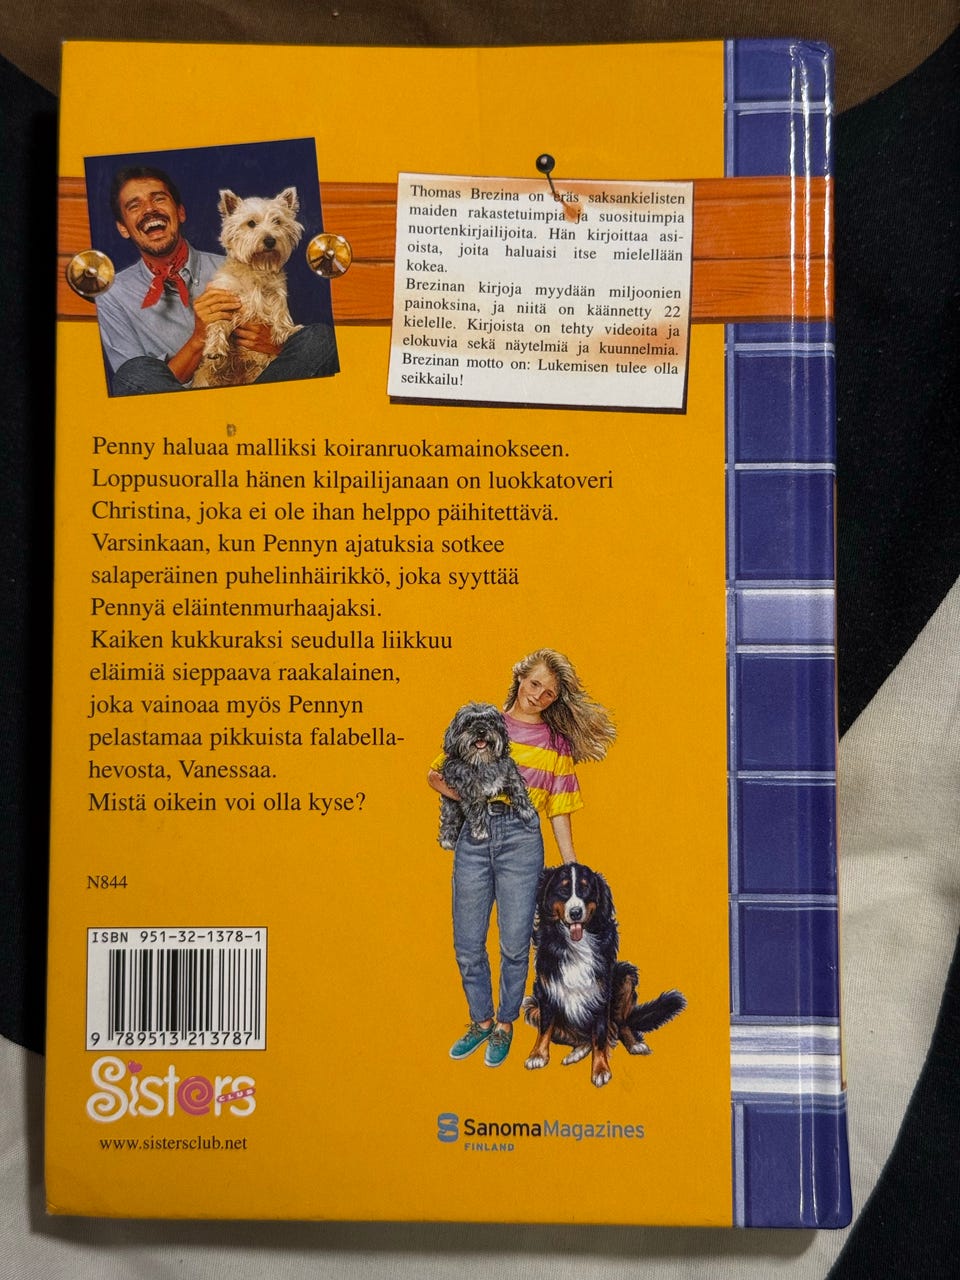 Thomas Brezina on eräs saksankielisten
maiden rakastetuimpia ja suosituimpia
nuortenkirjailijoita. Hän kirjoittaa asi-
oista, joita haluaisi itse mielellään
kokea.
Brezinan kirjoja myydään miljoonien
painoksina, ja niitä on käännetty 22
kielelle. Kirjoista on tehty videoita ja
elokuvia sekä näytelmiä ja kuunnelmia.
Brezinan motto on: Lukemisen tulee olla
seikkailu!
Penny haluaa malliksi koiranruokamainokseen.
Loppusuoralla hänen kilpailijanaan on luokkatoveri
Christina, joka ei ole ihan helppo päihitettävä.
Varsinkaan, kun Pennyn ajatuksia sotkee
salaperäinen puhelinhäirikkö, joka syyttää
Pennyä eläintenmurhaajaksi.
Kaiken kukkuraksi seudulla liikkuu
eläimiä sieppaava raakalainen,
joka vainoaa myös Pennyn
pelastamaa pikkuista falabella-
hevosta, Vanessaa.
Mistä oikein voi olla kyse?
N844
ISBN 951-32-1378-1
9 789513 213787
Sisters
CLUB
www.sistersclub.net
SanomaMagazines
FINLAND